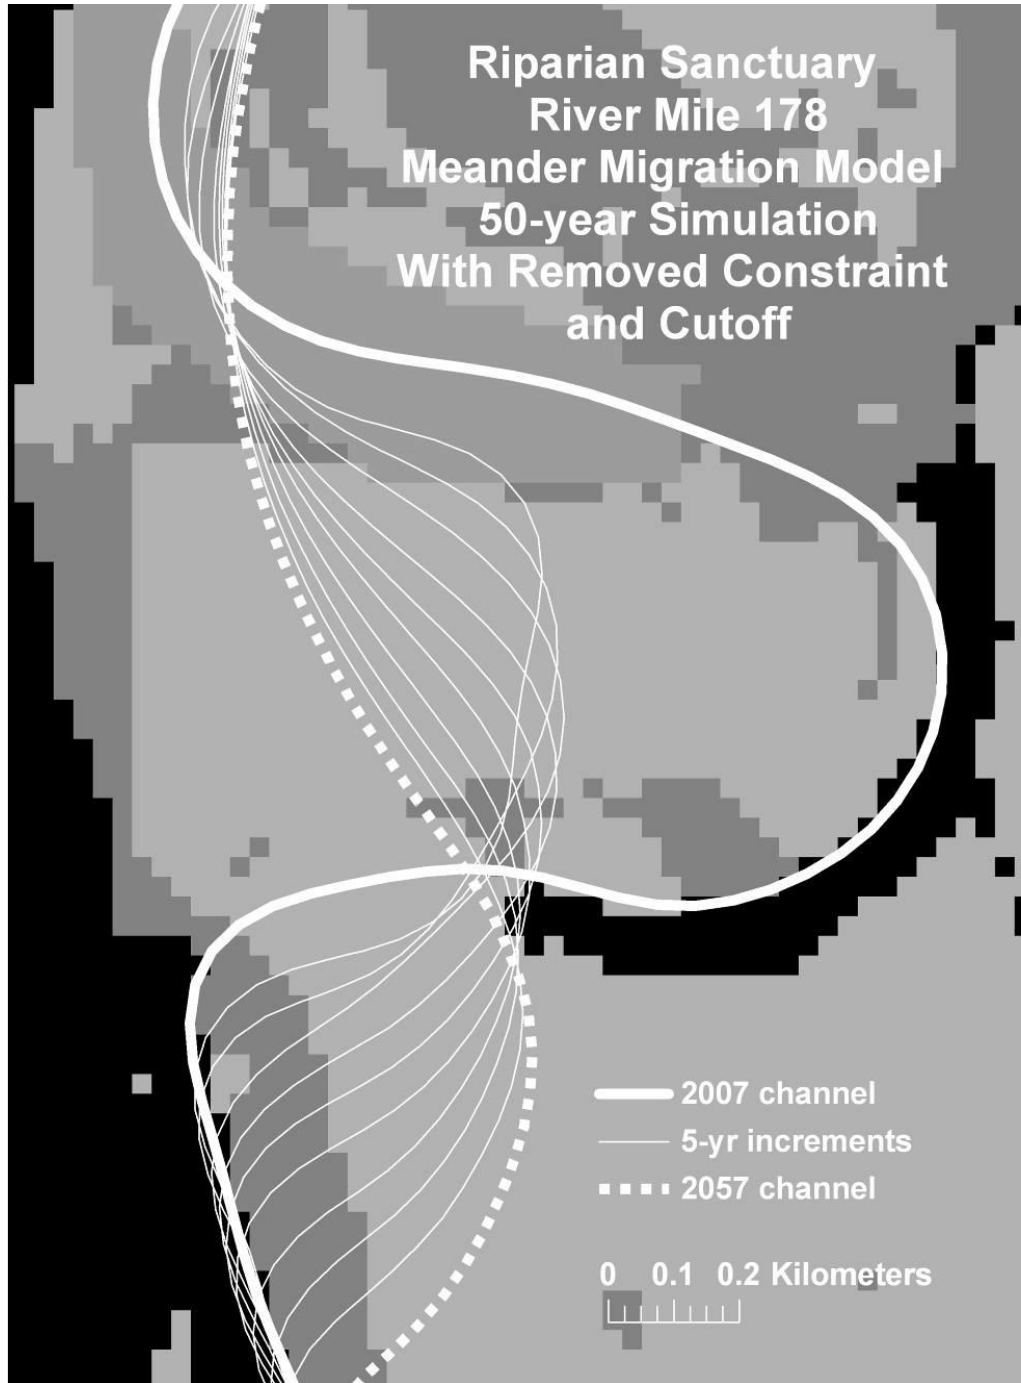 Riparian Sanctuary
River Mile 178
Meander Migration Model
50-year Simulation
With Removed Constraint
and Cutoff
2007 channel
5-yr increments
2057 channel
0 0.1 0.2 Kilometers